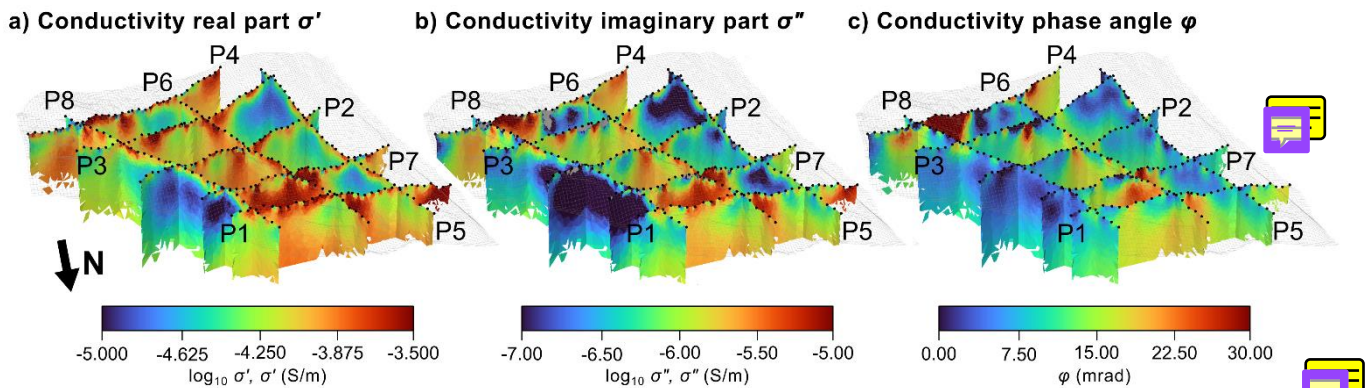 a) Conductivity real part σ′
b) Conductivity imaginary part σ″
c) Conductivity phase angle φ
P4
P6
P8
P2
P3
P7
P1
P5
N
P4
P6
P8
P2
P3
P7
P1
P5
P4
P6
P8
P2
P3
P7
P1
P5
-5.000 -4.625 -4.250 -3.875 -3.500
log₁₀ σ′, σ′ (S/m)
-7.00 -6.50 -6.00 -5.50 -5.00
log₁₀ σ″, σ″ (S/m)
0.00 7.50 15.00 22.50 30.00
φ (mrad)